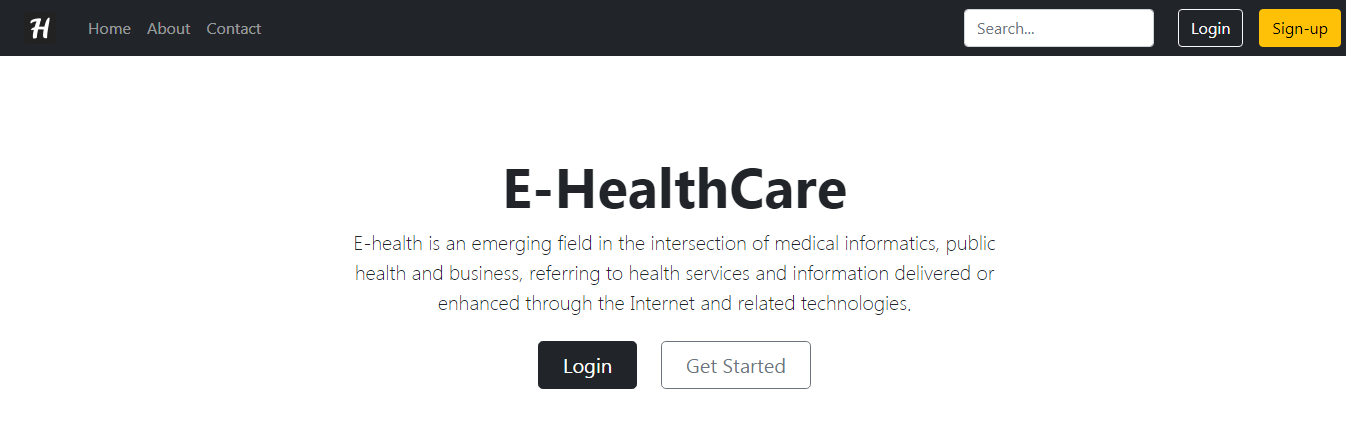 H Home About Contact Search... Login Sign-up
E-HealthCare
E-health is an emerging field in the intersection of medical informatics, public
health and business, referring to health services and information delivered or
enhanced through the Internet and related technologies.
Login Get Started